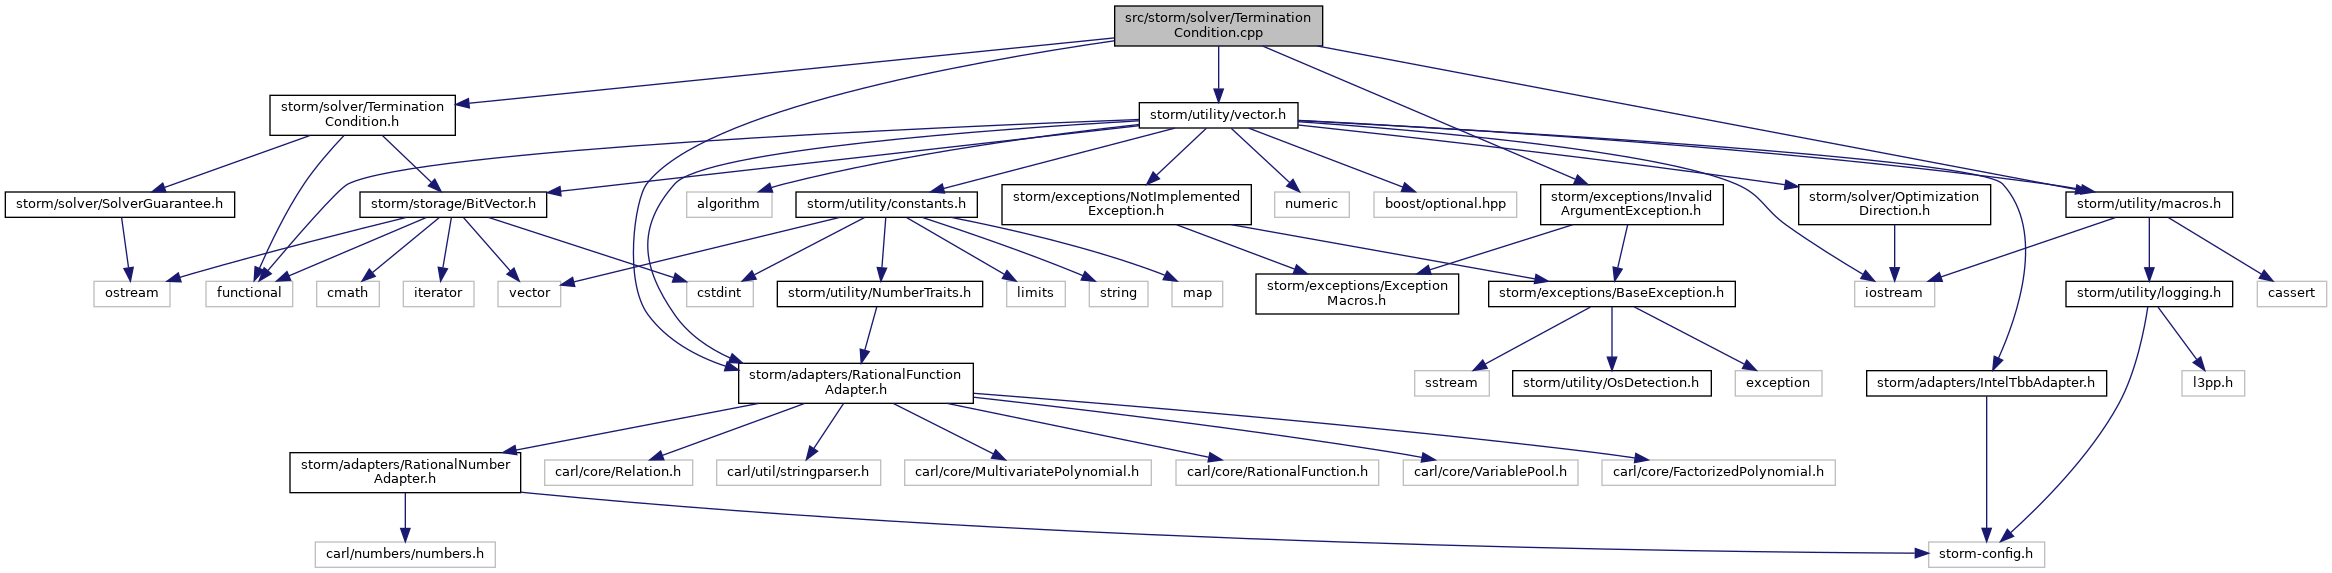 src/storm/solver/Termination
Condition.cpp
storm/solver/Termination
Condition.h
storm/utility/vector.h
storm/solver/SolverGuarantee.h
storm/storage/BitVector.h
algorithm
storm/utility/constants.h
storm/exceptions/NotImplemented
Exception.h
numeric
boost/optional.hpp
storm/exceptions/Invalid
ArgumentException.h
storm/solver/Optimization
Direction.h
storm/utility/macros.h
ostream
functional
cmath
iterator
vector
cstdint
storm/utility/NumberTraits.h
limits
string
map
storm/exceptions/Exception
Macros.h
storm/exceptions/BaseException.h
iostream
storm/utility/logging.h
cassert
storm/adapters/RationalFunction
Adapter.h
sstream
storm/utility/OsDetection.h
exception
storm/adapters/IntelTbbAdapter.h
l3pp.h
storm/adapters/RationalNumber
Adapter.h
carl/core/Relation.h
carl/util/stringparser.h
carl/core/MultivariatePolynomial.h
carl/core/RationalFunction.h
carl/core/VariablePool.h
carl/core/FactorizedPolynomial.h
carl/numbers/numbers.h
storm-config.h